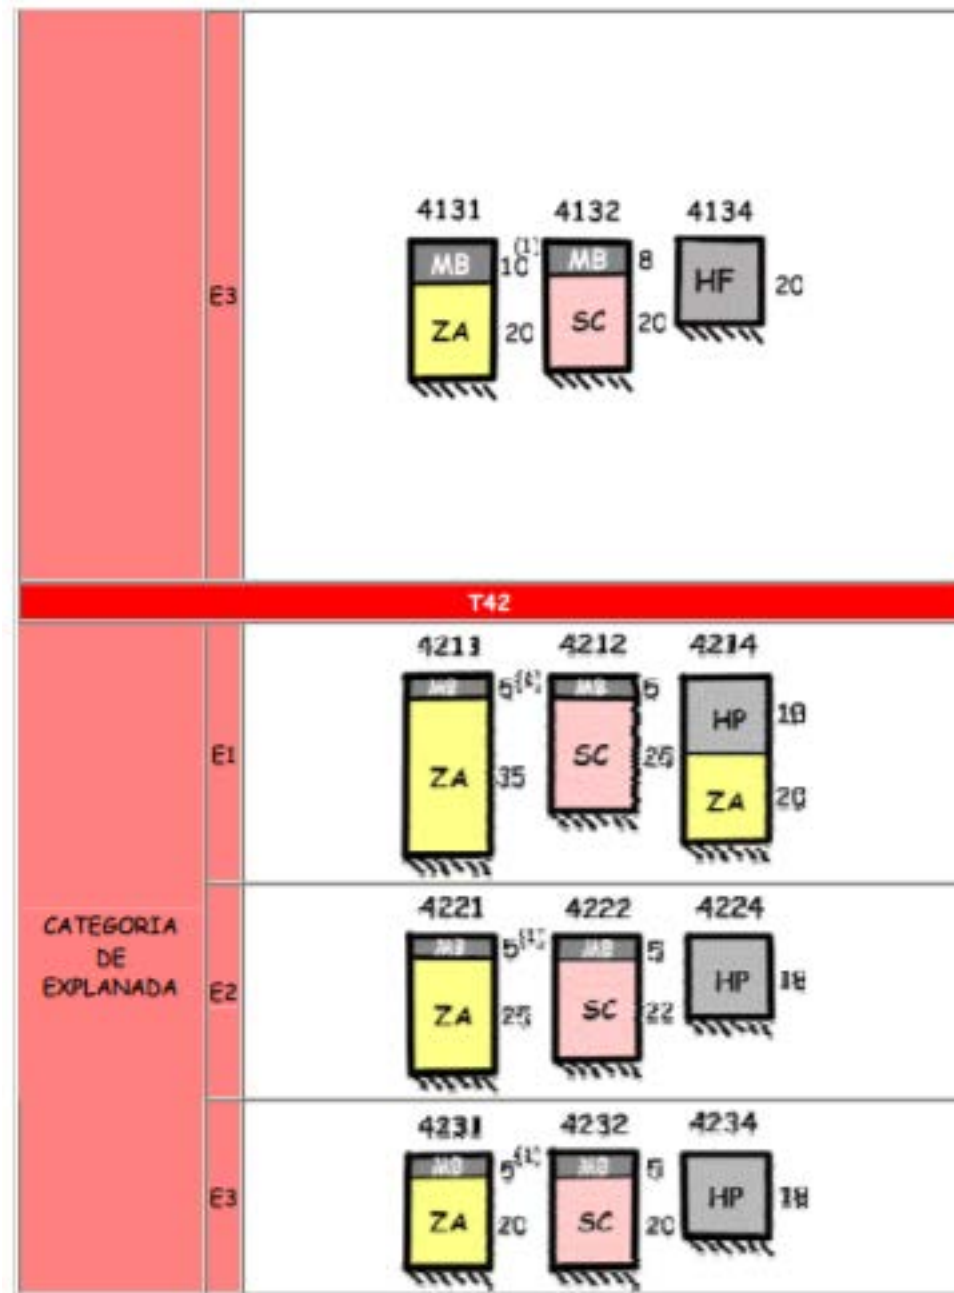 4131 4132 4134
MB 10 (1) MB 8 HF 20
E3
ZA 20 SC 20
T42
4211 4212 4214
MB 5 (1) MB 5 HP 18
E1
ZA 35 SC 25 ZA 20
CATEGORIA
DE
EXPLANADA
4221 4222 4224
MB 5 (1) MB 5 HP 18
E2
ZA 25 SC 22
4231 4232 4234
MB 5 (1) MB 5 HP 18
E3
ZA 20 SC 20